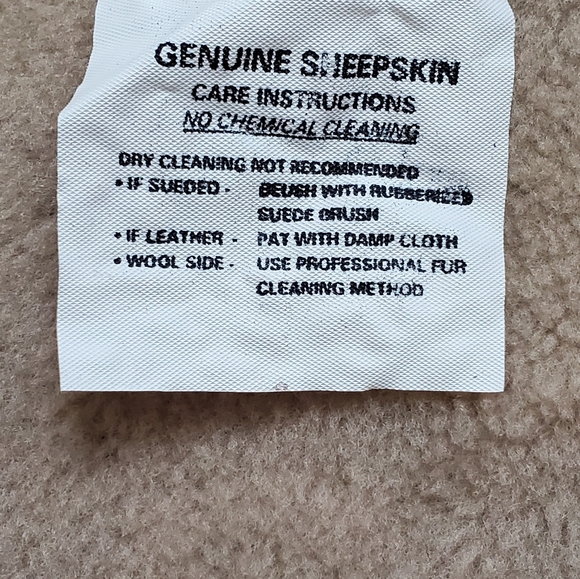 GENUINE SHEEPSKIN
CARE INSTRUCTIONS
NO CHEMICAL CLEANING
DRY CLEANING NOT RECOMMENDED
• IF SUEDED - BRUSH WITH RUBBERIZED
SUEDE BRUSH
• IF LEATHER - PAT WITH DAMP CLOTH
• WOOL SIDE - USE PROFESSIONAL FUR
CLEANING METHOD